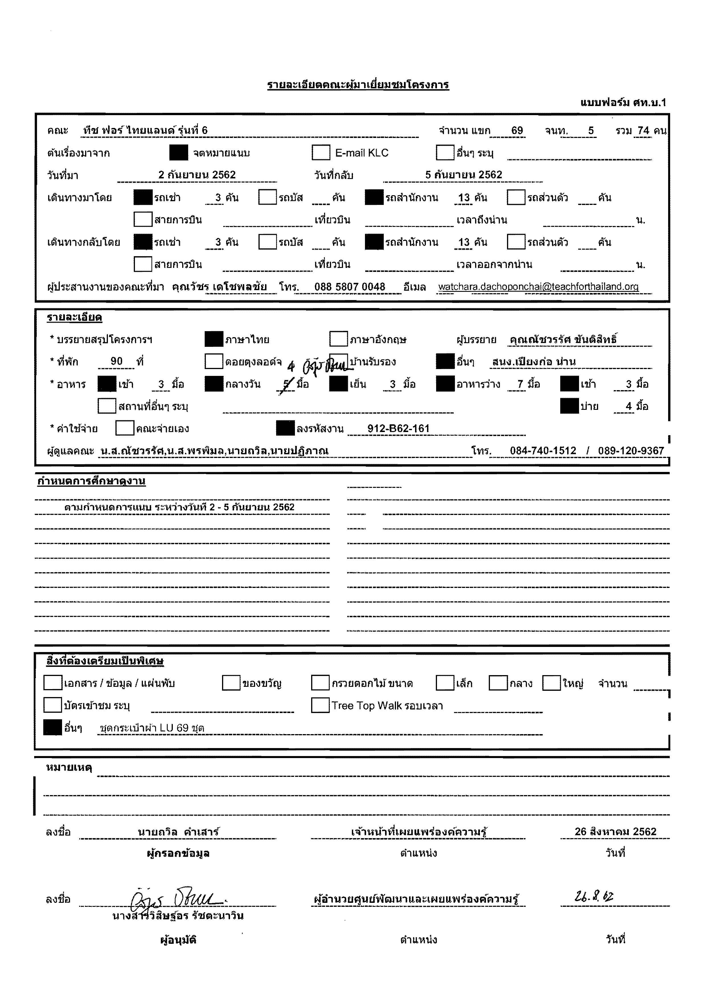 รายละเอียดคณะผู้มาเยี่ยมชมโครงการ
แบบฟอร์ม ศท.บ.1
คณะ ทีช ฟอร์ ไทยแลนด์ รุ่นที่ 6 จำนวน แขก 69 จนท. 5 รวม 74 คน
ต้นเรื่องมาจาก จดหมายแนบ E-mail KLC อื่นๆ ระบุ
วันที่มา 2 กันยายน 2562 วันที่กลับ 5 กันยายน 2562
เดินทางมาโดย รถเช่า 3 คัน รถบัส คัน รถสำนักงาน 13 คัน รถส่วนตัว คัน
สายการบิน เที่ยวบิน เวลาถึงน่าน น.
เดินทางกลับโดย รถเช่า 3 คัน รถบัส คัน รถสำนักงาน 13 คัน รถส่วนตัว คัน
สายการบิน เที่ยวบิน เวลาออกจากน่าน น.
ผู้ประสานงานของคณะที่มา คุณวัชร เดโชพลชัย โทร. 088 5807 0048 อีเมล watchara.dachoponchai@teachforthailand.org
รายละเอียด
* บรรยายสรุปโครงการฯ ภาษาไทย ภาษาอังกฤษ ผู้บรรยาย คุณณัชวรรัศ ขันติสิทธิ์
* ที่พัก 90 ที่ ดอยตุงลอด์จ บ้านรับรอง อื่นๆ สนง.เปียงก่อ น่าน
4
* อาหาร เช้า 3 มื้อ กลางวัน 5 มื้อ เย็น 3 มื้อ อาหารว่าง 7 มื้อ เช้า 3 มื้อ
สถานที่อื่นๆ ระบุ บ่าย 4 มื้อ
* ค่าใช้จ่าย คณะจ่ายเอง ลงรหัสงาน 912-B62-161
ผู้ดูแลคณะ น.ส.ณัชวรรัศ,น.ส.พรพิมล,นายถวิล,นายปฏิภาณ โทร. 084-740-1512 / 089-120-9367
กำหนดการศึกษาดูงาน
ตามกำหนดการแนบ ระหว่างวันที่ 2 - 5 กันยายน 2562
สิ่งที่ต้องเตรียมเป็นพิเศษ
เอกสาร / ข้อมูล / แผ่นพับ ของขวัญ กรวยดอกไม้ ขนาด เล็ก กลาง ใหญ่ จำนวน
บัตรเข้าชม ระบุ Tree Top Walk รอบเวลา
อื่นๆ ชุดกระเป๋าผ้า LU 69 ชุด
หมายเหตุ
ลงชื่อ นายถวิล คำเสาร์ เจ้าหน้าที่เผยแพร่องค์ความรู้ 26 สิงหาคม 2562
ผู้กรอกข้อมูล ตำแหน่ง วันที่
ลงชื่อ ผู้อำนวยศูนย์พัฒนาและเผยแพร่องค์ความรู้ 26.8.62
นางสาววิสิษฐ์อร รัชตะนาวิน
ผู้อนุมัติ ตำแหน่ง วันที่